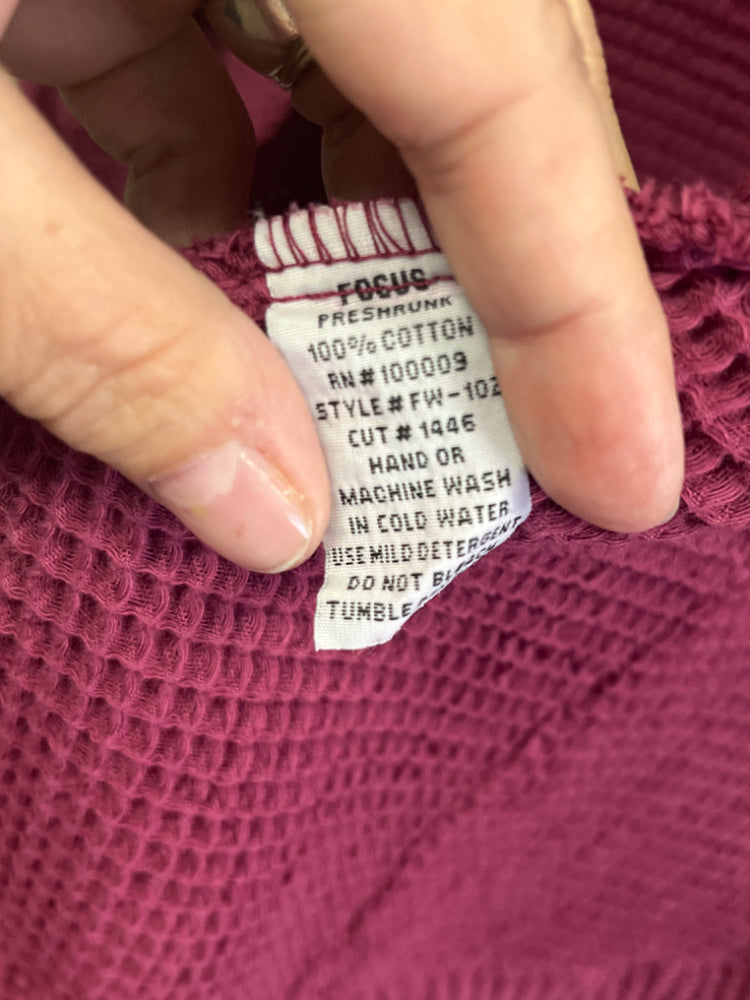 FOCUS
PRESHRUNK
100% COTTON
RN#100009
STYLE# FW-102
CUT # 1446
HAND OR
MACHINE WASH
IN COLD WATER
USE MILD DETERGENT
DO NOT
TUMBLE